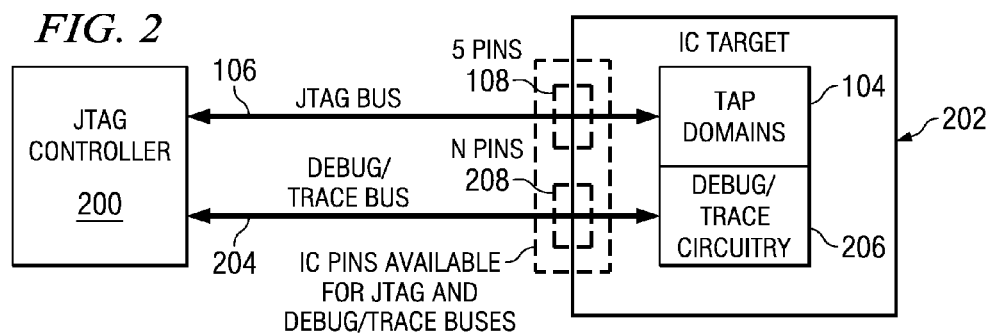 FIG. 2
JTAG
CONTROLLER
200
106
JTAG BUS
DEBUG/
TRACE BUS
204
5 PINS
108
N PINS
208
IC PINS AVAILABLE
FOR JTAG AND
DEBUG/TRACE BUSES
IC TARGET
TAP
DOMAINS
104
DEBUG/
TRACE
CIRCUITRY
206
202